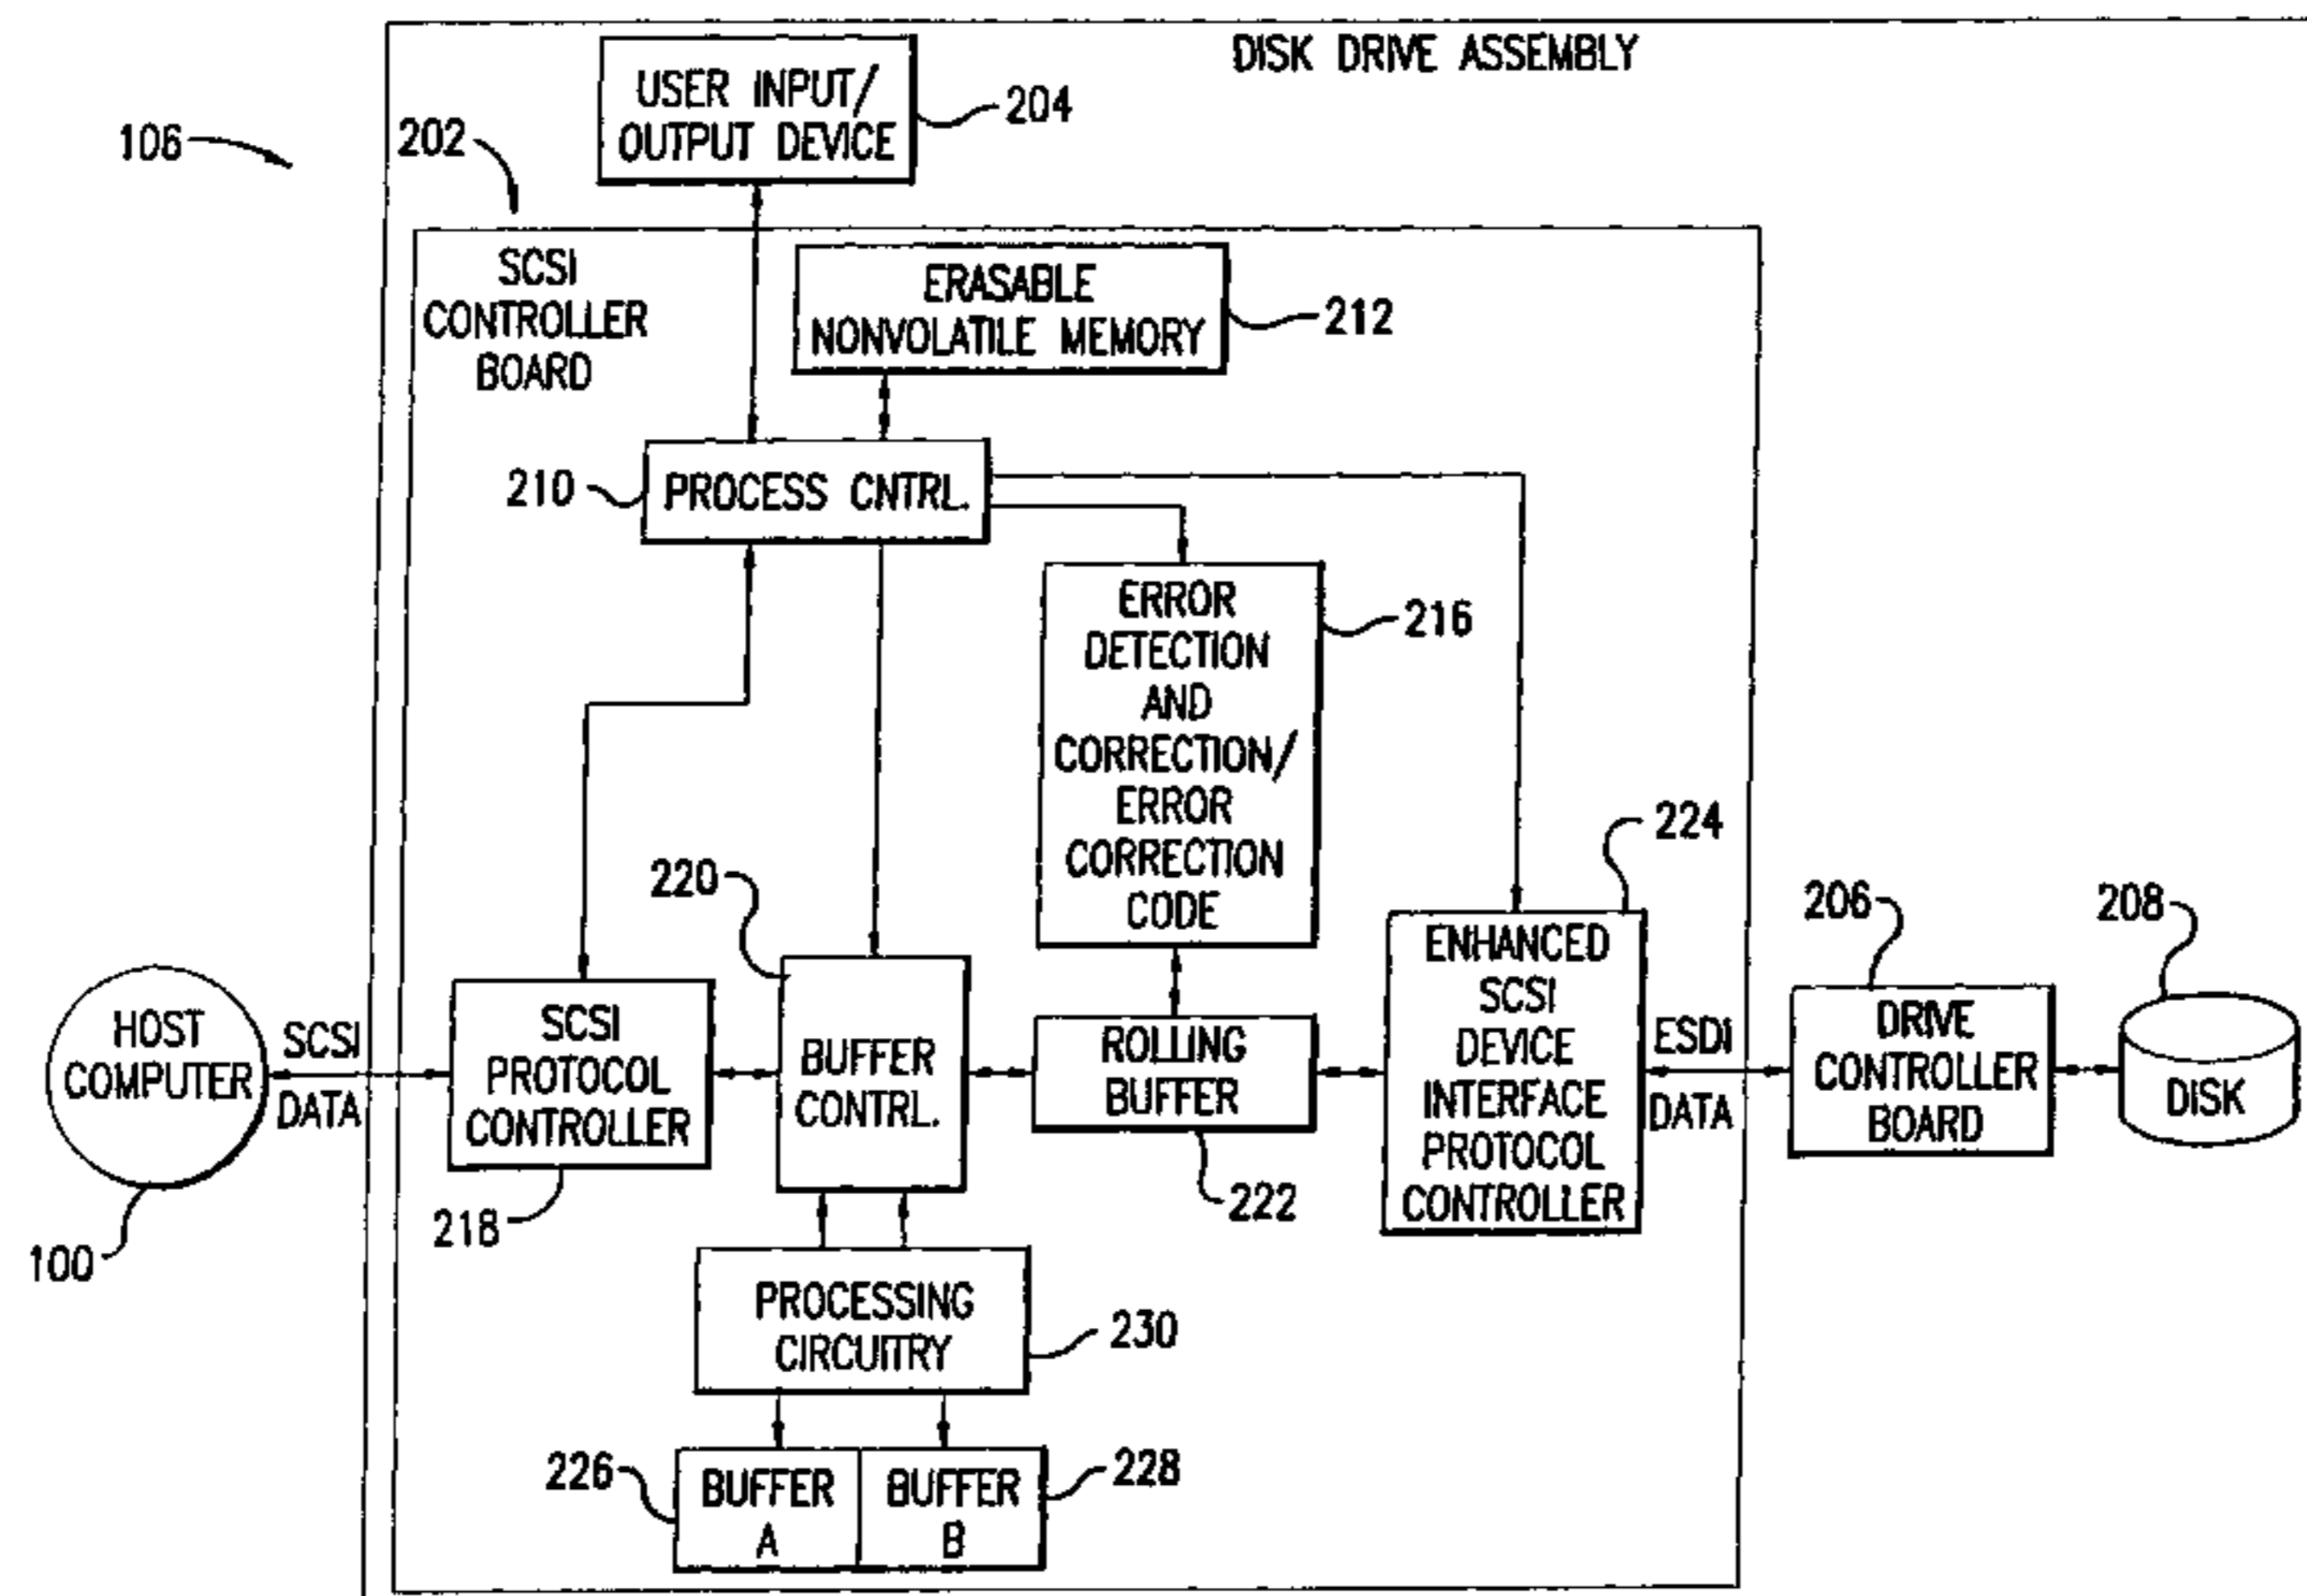 DISK DRIVE ASSEMBLY
USER INPUT/
OUTPUT DEVICE
204
106
202
SCSI
CONTROLLER
BOARD
ERASABLE
NONVOLATILE MEMORY
212
210
PROCESS CNTRL.
ERROR
DETECTION
AND
CORRECTION/
ERROR
CORRECTION
CODE
216
224
220
206
208
HOST
COMPUTER
100
SCSI
DATA
SCSI
PROTOCOL
CONTROLLER
218
BUFFER
CONTRL.
ROLLING
BUFFER
222
ENHANCED
SCSI
DEVICE
INTERFACE
PROTOCOL
CONTROLLER
ESDI
DATA
DRIVE
CONTROLLER
BOARD
DISK
PROCESSING
CIRCUITRY
230
226
BUFFER
A
BUFFER
B
228